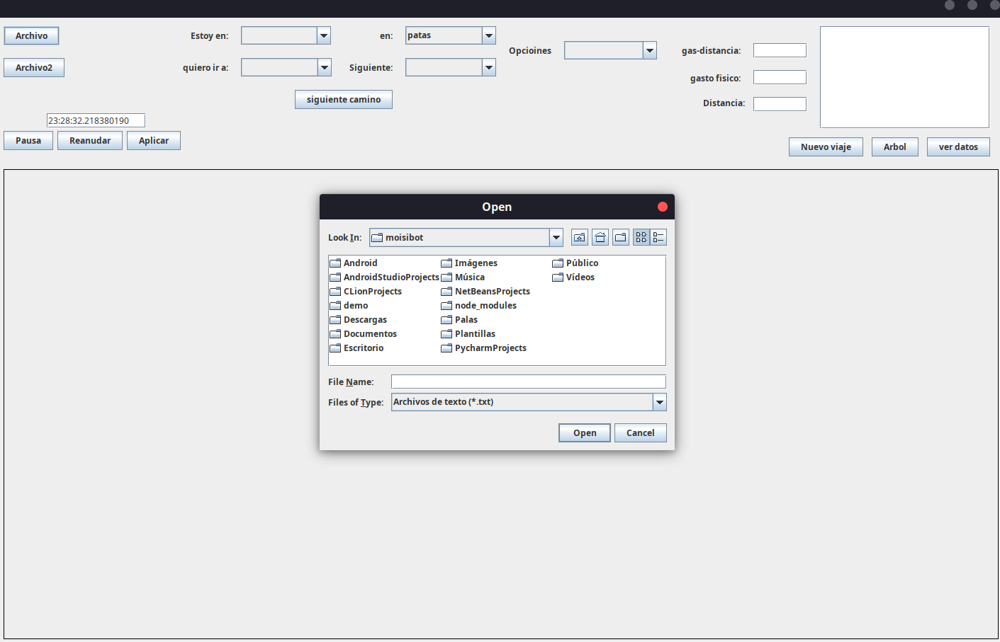 Archivo
Estoy en:
en:
patas
Opcioines
gas-distancia:
Archivo2
quiero ir a:
Siguiente:
gasto fisico:
siguiente camino
Distancia:
23:28:32.218380190
Pausa
Reanudar
Aplicar
Nuevo viaje
Arbol
ver datos
Open
Look In:
moisibot
Android
AndroidStudioProjects
CLionProjects
demo
Descargas
Documentos
Escritorio
Imágenes
Música
NetBeansProjects
node_modules
Palas
Plantillas
PycharmProjects
Público
Vídeos
File Name:
Files of Type:
Archivos de texto (*.txt)
Open
Cancel